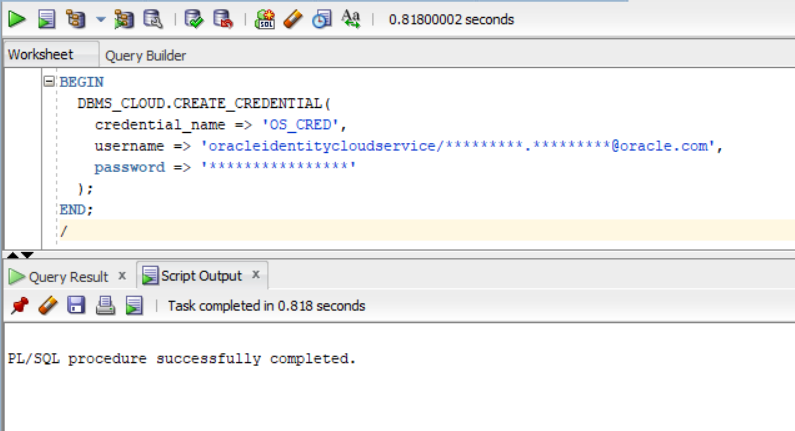 0.81800002 seconds
Worksheet Query Builder
BEGIN
DBMS_CLOUD.CREATE_CREDENTIAL(
credential_name => 'OS_CRED',
username => 'oracleidentitycloudservice/*********.*********@oracle.com',
password => '****************'
);
END;
/
Query Result x Script Output x
Task completed in 0.818 seconds
PL/SQL procedure successfully completed.